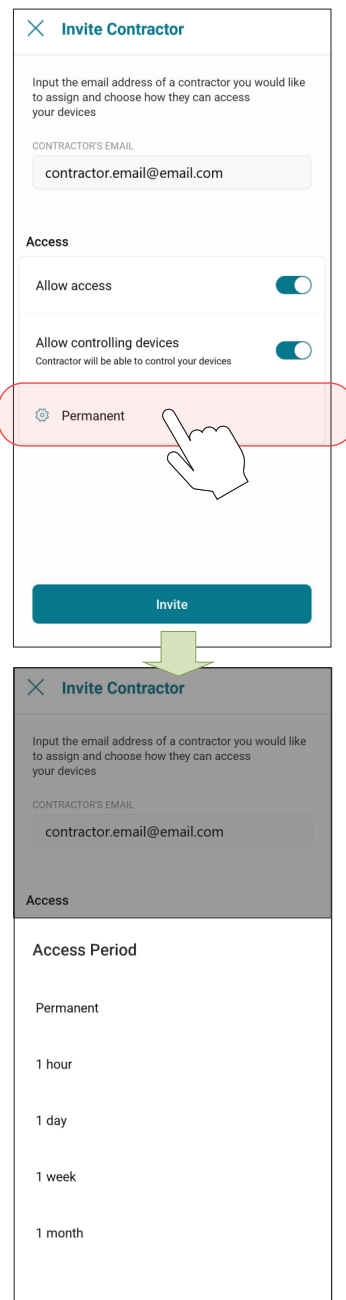 Invite Contractor
Input the email address of a contractor you would like
to assign and choose how they can access
your devices
CONTRACTOR'S EMAIL
contractor.email@email.com
Access
Allow access
Allow controlling devices
Contractor will be able to control your devices
Permanent
Invite
Invite Contractor
Input the email address of a contractor you would like
to assign and choose how they can access
your devices
CONTRACTOR'S EMAIL
contractor.email@email.com
Access
Access Period
Permanent
1 hour
1 day
1 week
1 month